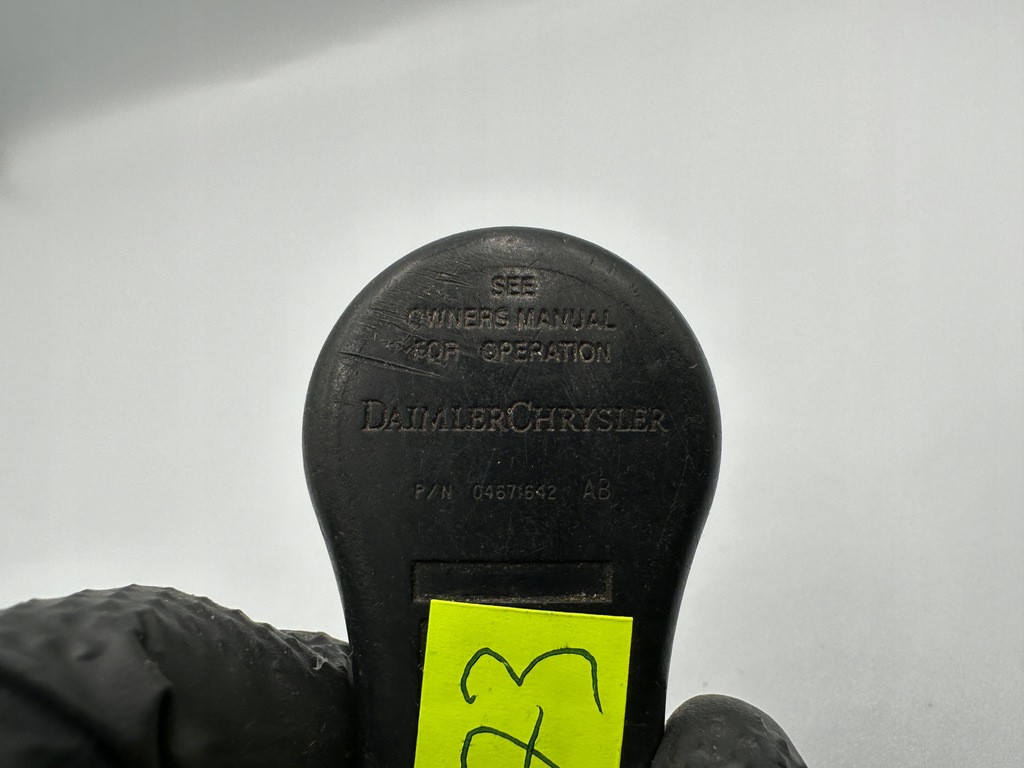 SEE
OWNERS MANUAL
FOR OPERATION
DAIMLERCHRYSLER
P/N 04671642 AB